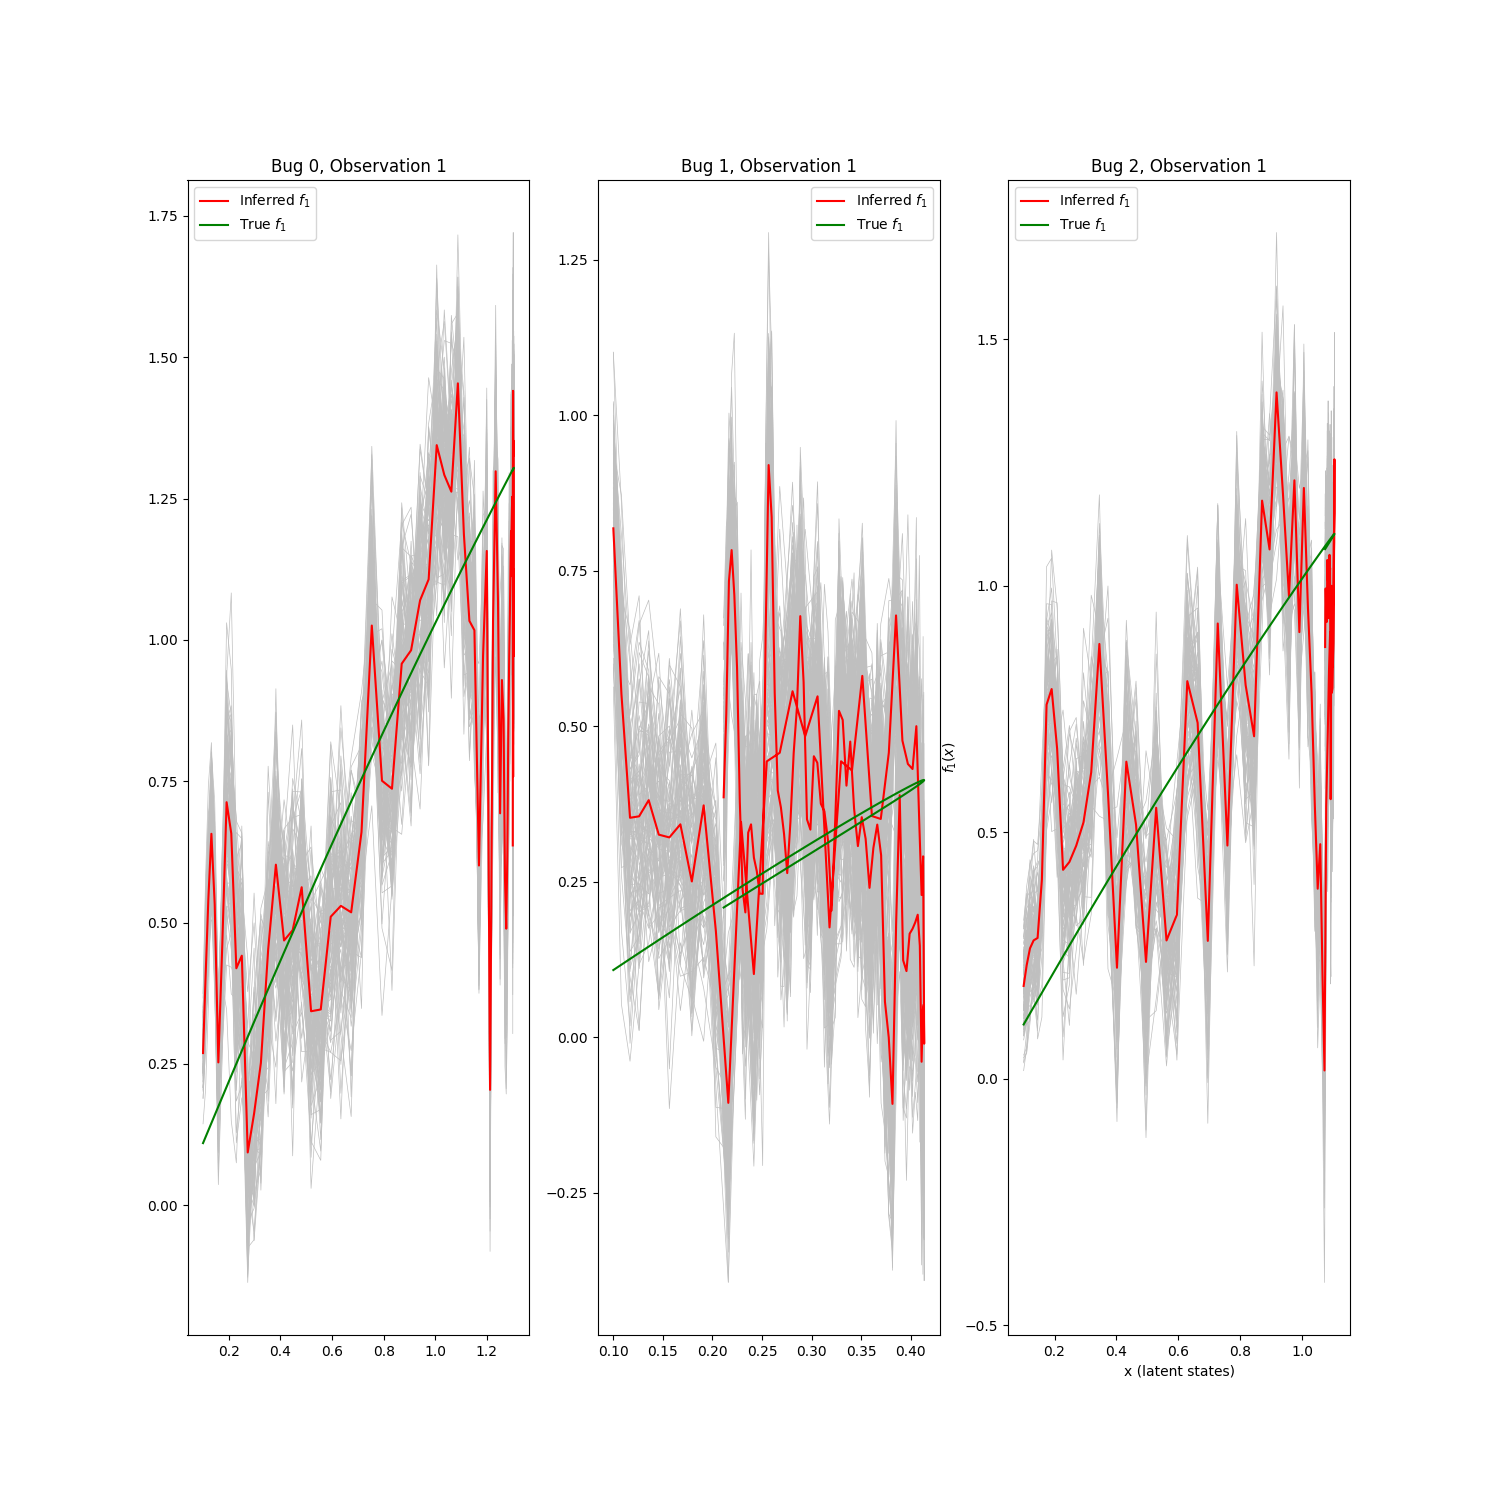 Bug 0, Observation 1
Inferred f₁
True f₁
1.75
1.50
1.25
1.00
0.75
0.50
0.25
0.00
0.2 0.4 0.6 0.8 1.0 1.2
Bug 1, Observation 1
Inferred f₁
True f₁
1.25
1.00
0.75
0.50
0.25
0.00
−0.25
0.10 0.15 0.20 0.25 0.30 0.35 0.40
Bug 2, Observation 1
Inferred f₁
True f₁
f₁(x)
1.5
1.0
0.5
0.0
−0.5
0.2 0.4 0.6 0.8 1.0
x (latent states)